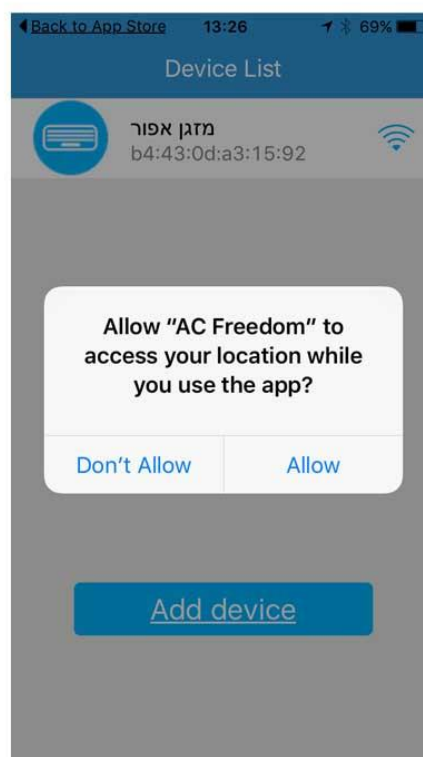 Back to App Store 13:26 69%
Device List
מזגן אפור
b4:43:0d:a3:15:92
Allow "AC Freedom" to
access your location while
you use the app?
Don't Allow Allow
Add device